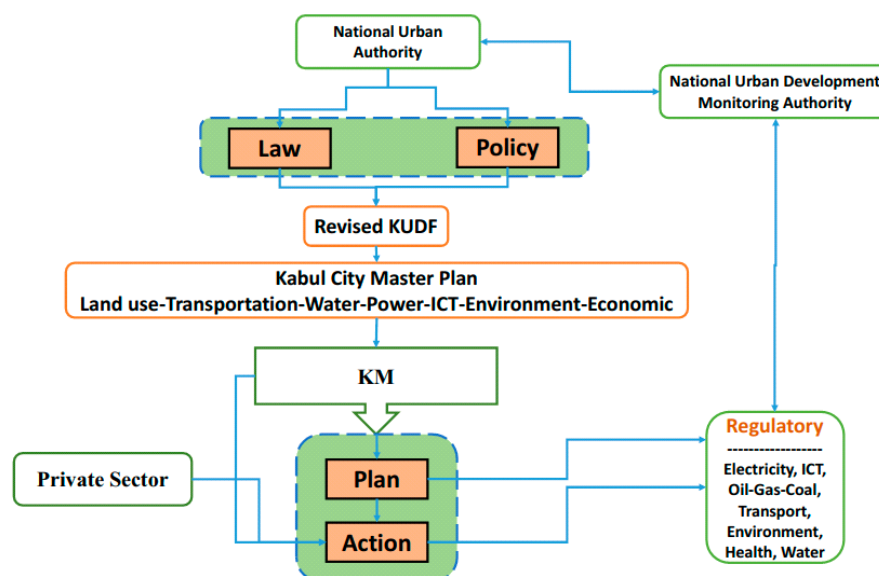 National Urban
Authority
National Urban Development
Monitoring Authority
Law
Policy
Revised KUDF
Kabul City Master Plan
Land use-Transportation-Water-Power-ICT-Environment-Economic
KM
Private Sector
Plan
Action
Regulatory
-------------------
Electricity, ICT,
Oil-Gas-Coal,
Transport,
Environment,
Health, Water